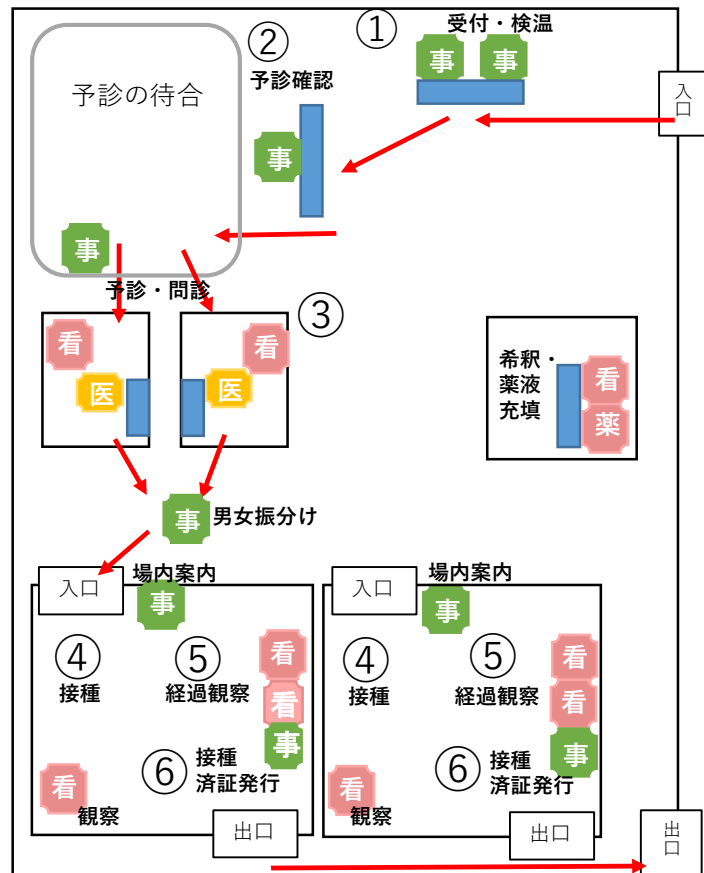 ①
受付・検温
事
事
入口
②
予診確認
事
予診の待合
事
予診・問診
③
看
医
看
医
希釈・
薬液
充填
看
薬
事
男女振分け
入口
場内案内
事
④
接種
⑤
経過観察
看
看
事
⑥
接種
済証発行
看
観察
出口
入口
場内案内
事
④
接種
⑤
経過観察
看
看
事
⑥
接種
済証発行
看
観察
出口
出口